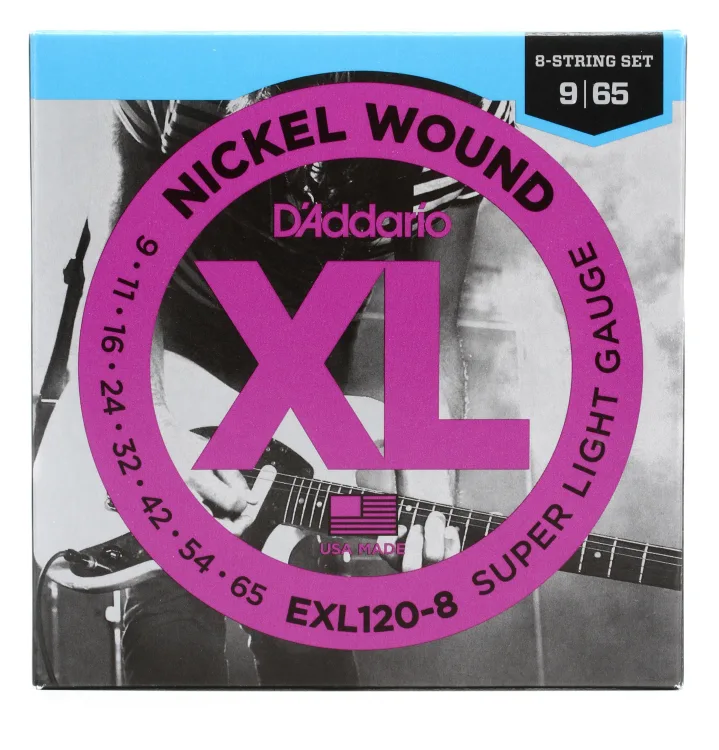 8-STRING SET
9|65
NICKEL WOUND
D'Addario
XL
USA MADE
9 • 11 • 16 • 24 • 32 • 42 • 54 • 65
EXL120-8
SUPER LIGHT GAUGE